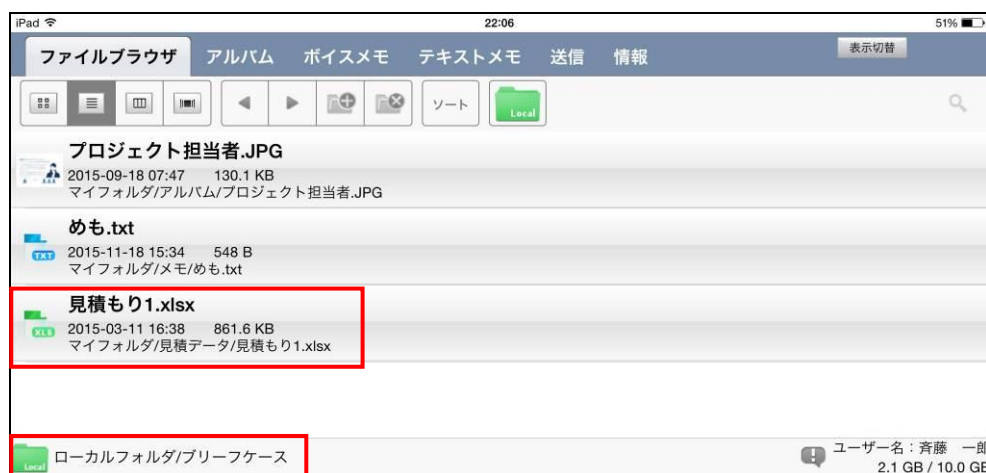 iPad 22:06 51%
ファイルブラウザ アルバム ボイスメモ テキストメモ 送信 情報 表示切替
ソート Local
プロジェクト担当者.JPG
2015-09-18 07:47 130.1 KB
マイフォルダ/アルバム/プロジェクト担当者.JPG
めも.txt
TXT 2015-11-18 15:34 548 B
マイフォルダ/メモ/めも.txt
見積もり1.xlsx
XLS 2015-03-11 16:38 861.6 KB
マイフォルダ/見積データ/見積もり1.xlsx
Local ローカルフォルダ/ブリーフケース
ユーザー名：斉藤 一郎
2.1 GB / 10.0 GB